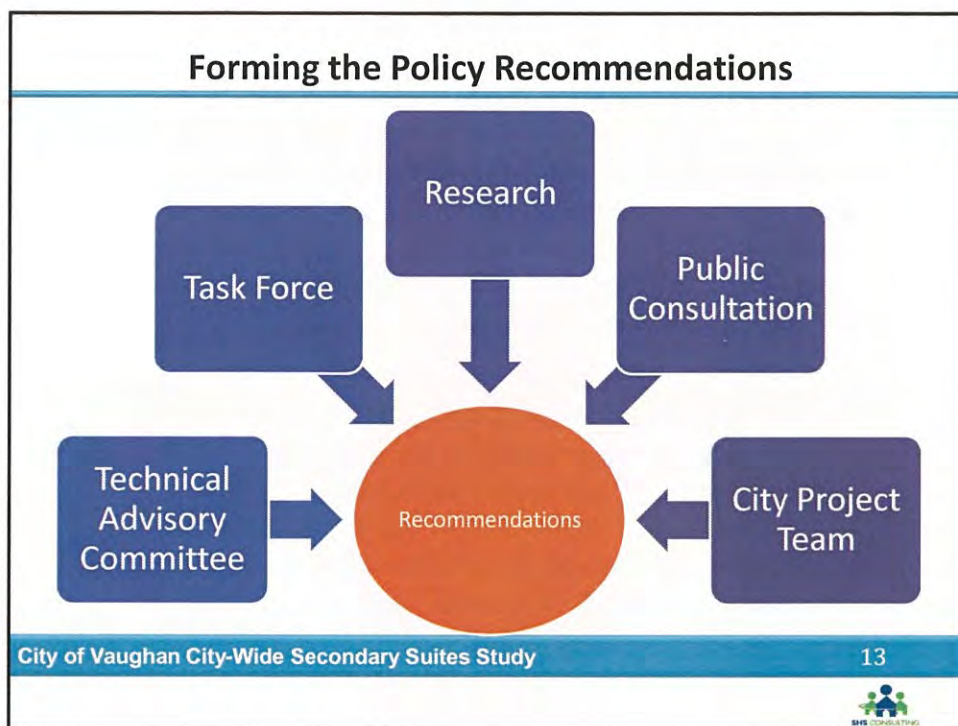 Forming the Policy Recommendations
Research
Task Force
Public
Consultation
Technical
Advisory
Committee
Recommendations
City Project
Team
City of Vaughan City-Wide Secondary Suites Study
13
SHS CONSULTING